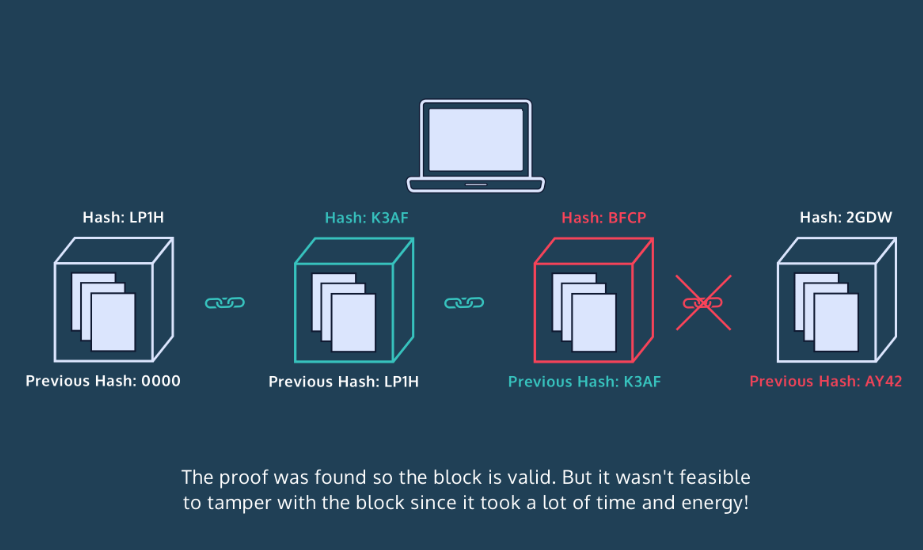 Hash: LP1H
Hash: K3AF
Hash: BFCP
Hash: 2GDW
Previous Hash: 0000
Previous Hash: LP1H
Previous Hash: K3AF
Previous Hash: AY42
The proof was found so the block is valid. But it wasn't feasible
to tamper with the block since it took a lot of time and energy!